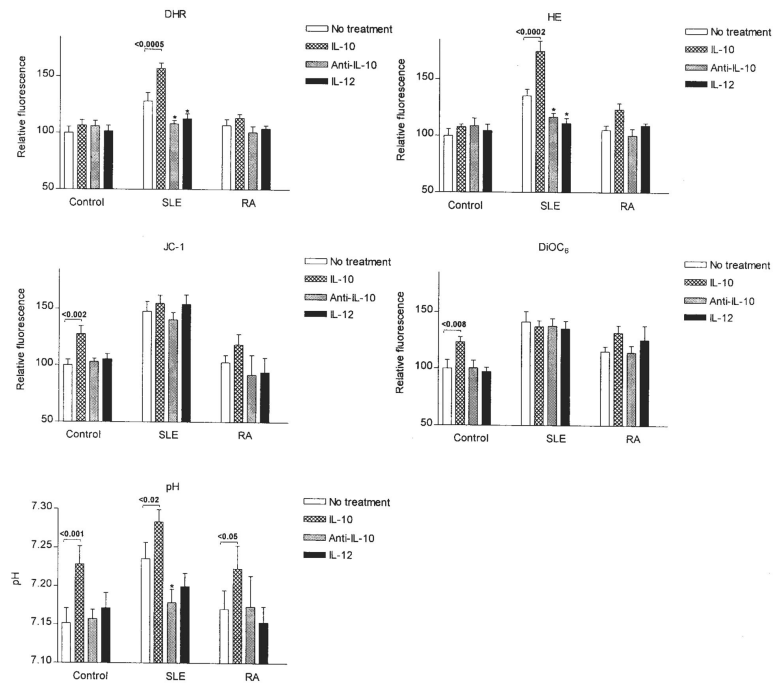 DHR
Relative fluorescence
150
100
50
<0.0005
*
*
Control
SLE
RA
No treatment
IL-10
Anti-IL-10
IL-12
HE
Relative fluorescence
150
100
50
<0.0002
*
*
Control
SLE
RA
No treatment
IL-10
Anti-IL-10
IL-12
JC-1
Relative fluorescence
150
100
50
<0.002
Control
SLE
RA
No treatment
IL-10
Anti-IL-10
IL-12
DiOC₆
Relative fluorescence
150
100
50
<0.008
Control
SLE
RA
No treatment
IL-10
Anti-IL-10
IL-12
pH
pH
7.30
7.25
7.20
7.15
7.10
<0.001
<0.02
*
<0.05
Control
SLE
RA
No treatment
IL-10
Anti-IL-10
IL-12